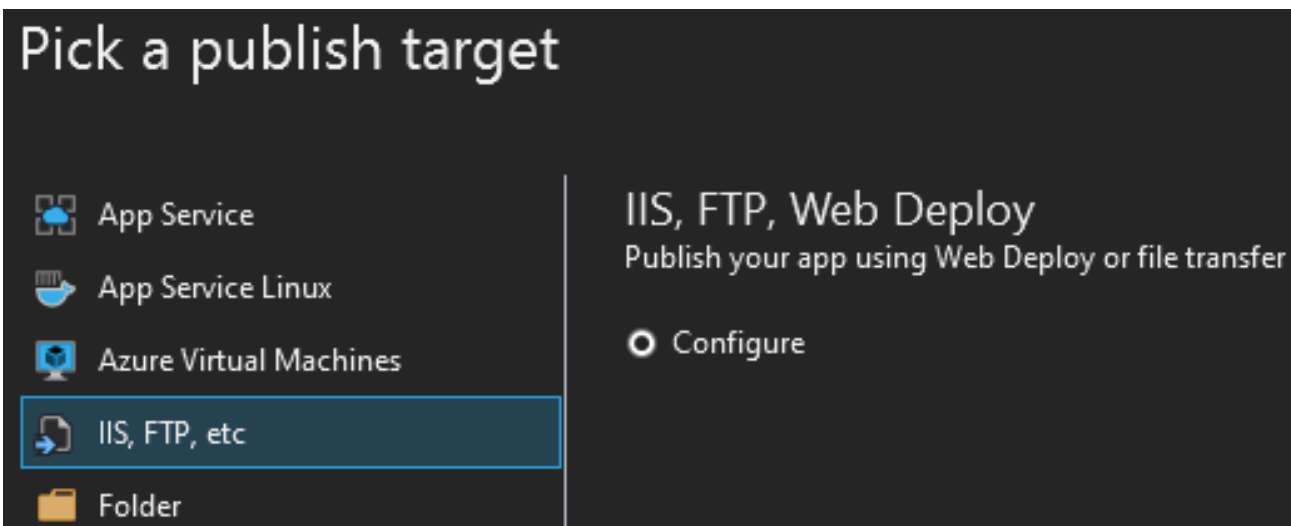 Pick a publish target
App Service
App Service Linux
Azure Virtual Machines
IIS, FTP, etc
Folder
IIS, FTP, Web Deploy
Publish your app using Web Deploy or file transfer
Configure